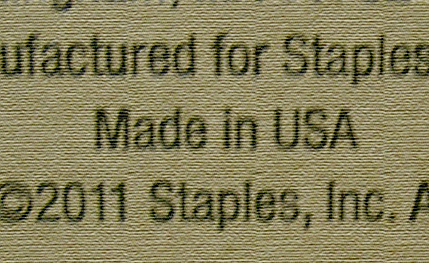 ufactured for Staples
Made in USA
©2011 Staples, Inc. A